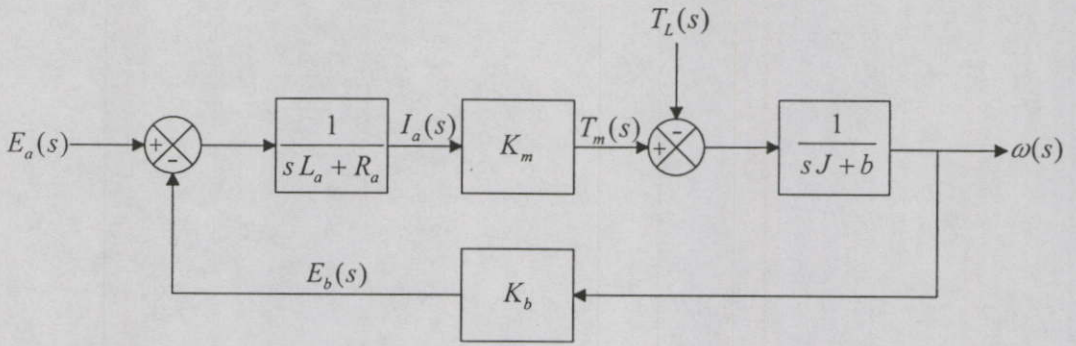 T_L(s)
E_a(s)
+
-
1
sL_a + R_a
I_a(s)
K_m
T_m(s)
+
-
1
sJ + b
ω(s)
E_b(s)
K_b